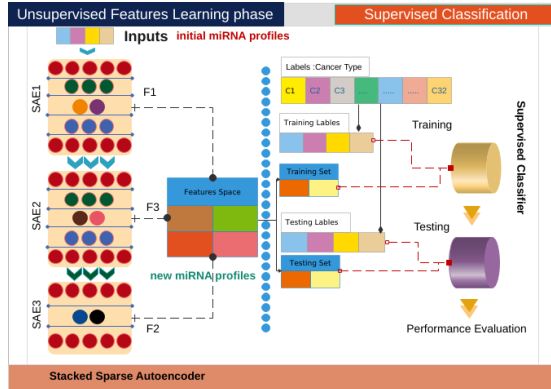 Unsupervised Features Learning phase
Supervised Classification
Inputs initial miRNA profiles
SAE1
F1
SAE2
F3
SAE3
F2
Features Space
new miRNA profiles
Labels :Cancer Type
C1 C2 C3 .... ..... ..... C32
Training Lables
Training
Training Set
Testing Lables
Testing
Testing Set
Supervised Classifier
Performance Evaluation
Stacked Sparse Autoencoder